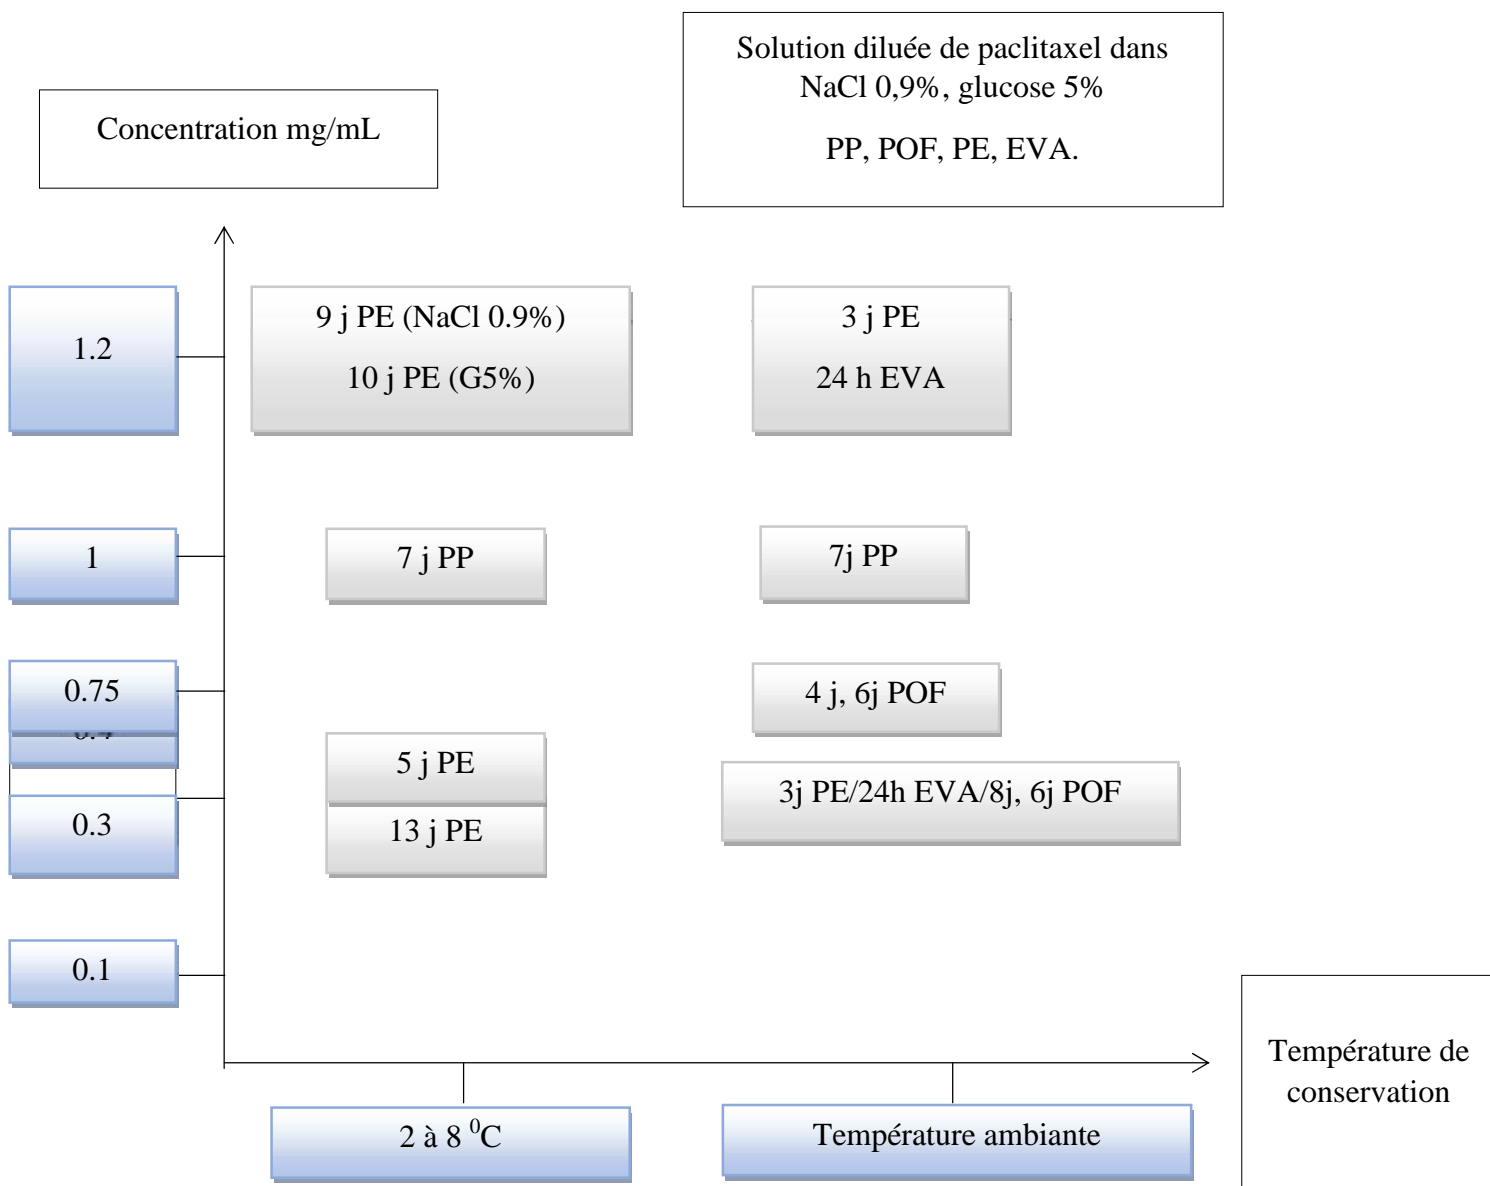 Solution diluée de paclitaxel dans
NaCl 0,9%, glucose 5%
PP, POF, PE, EVA.
Concentration mg/mL
1.2
9 j PE (NaCl 0.9%)
10 j PE (G5%)
3 j PE
24 h EVA
1
7 j PP
7j PP
0.75
4 j, 6j POF
5 j PE
3j PE/24h EVA/8j, 6j POF
0.3
13 j PE
0.1
Température de
conservation
2 à 8 ⁰C
Température ambiante